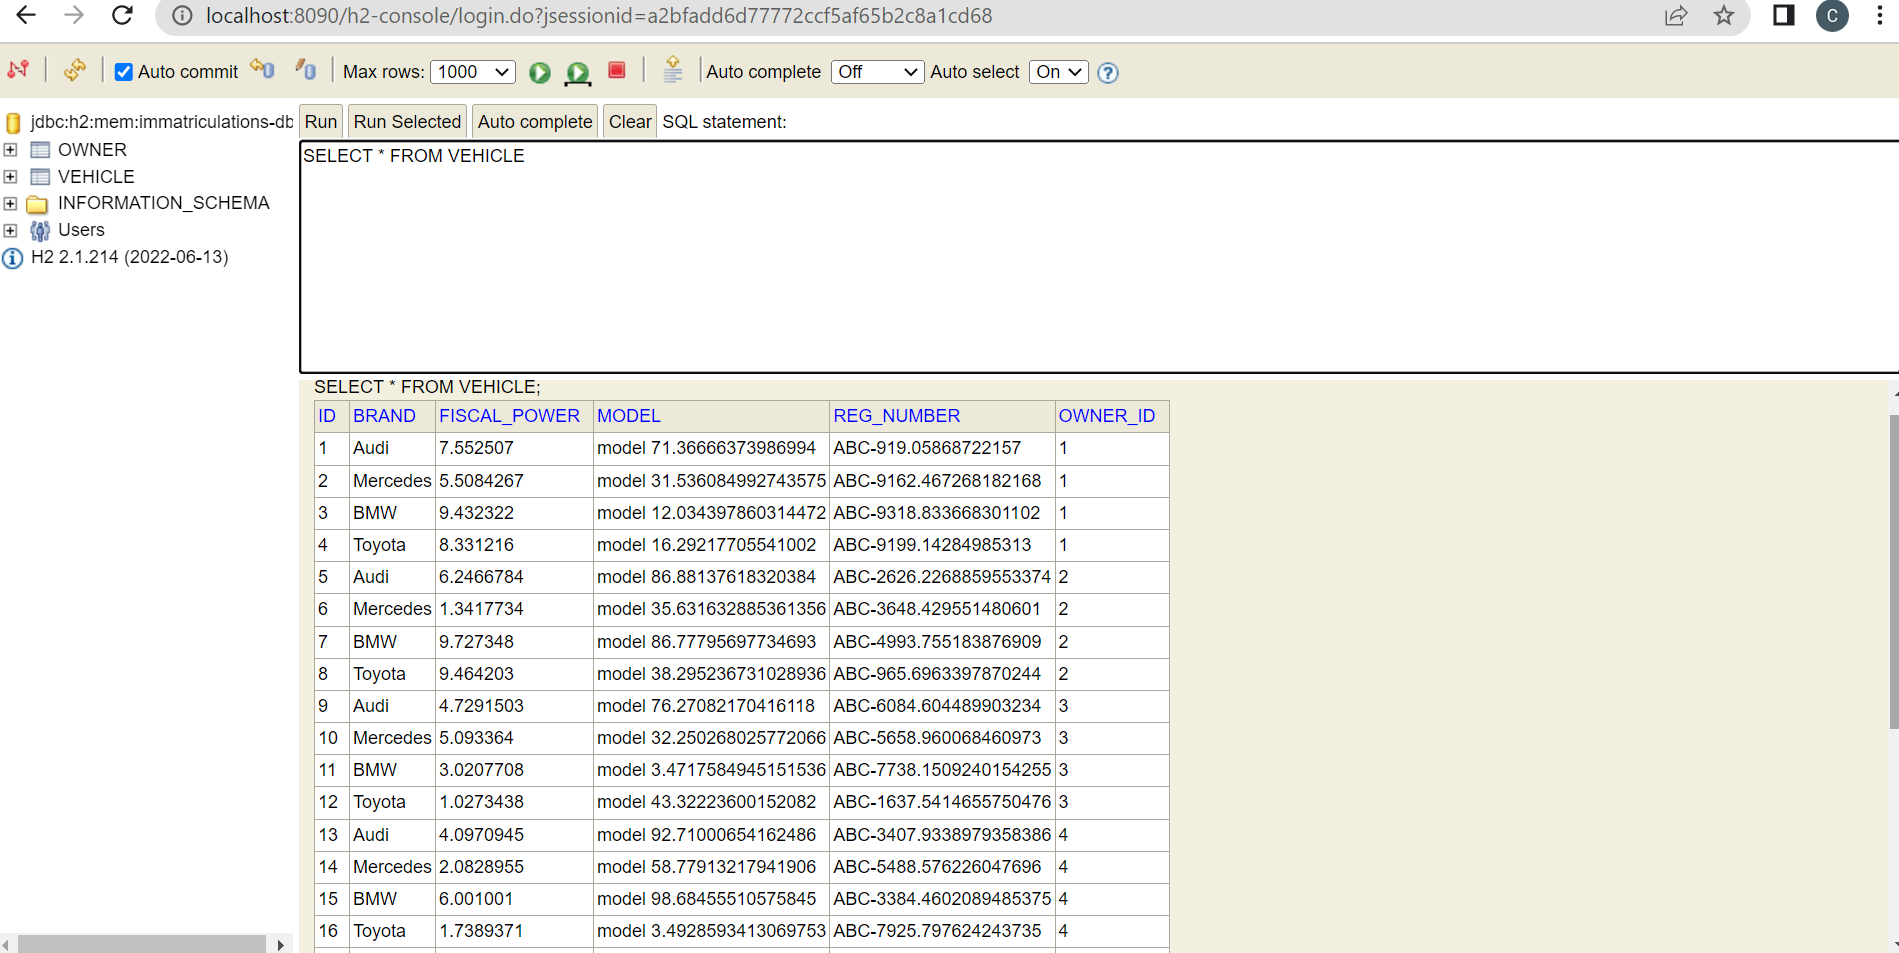 localhost:8090/h2-console/login.do?jsessionid=a2bfadd6d77772ccf5af65b2c8a1cd68
C
Auto commit Max rows: 1000 Auto complete Off Auto select On ?
jdbc:h2:mem:immatriculations-db
OWNER
VEHICLE
INFORMATION_SCHEMA
Users
H2 2.1.214 (2022-06-13)
Run Run Selected Auto complete Clear SQL statement:
SELECT * FROM VEHICLE
SELECT * FROM VEHICLE;
ID BRAND FISCAL_POWER MODEL REG_NUMBER OWNER_ID
1 Audi 7.552507 model 71.36666373986994 ABC-919.05868722157 1
2 Mercedes 5.5084267 model 31.536084992743575 ABC-9162.467268182168 1
3 BMW 9.432322 model 12.034397860314472 ABC-9318.833668301102 1
4 Toyota 8.331216 model 16.29217705541002 ABC-9199.14284985313 1
5 Audi 6.2466784 model 86.88137618320384 ABC-2626.2268859553374 2
6 Mercedes 1.3417734 model 35.631632885361356 ABC-3648.429551480601 2
7 BMW 9.727348 model 86.77795697734693 ABC-4993.755183876909 2
8 Toyota 9.464203 model 38.295236731028936 ABC-965.6963397870244 2
9 Audi 4.7291503 model 76.27082170416118 ABC-6084.604489903234 3
10 Mercedes 5.093364 model 32.250268025772066 ABC-5658.960068460973 3
11 BMW 3.0207708 model 3.4717584945151536 ABC-7738.1509240154255 3
12 Toyota 1.0273438 model 43.32223600152082 ABC-1637.5414655750476 3
13 Audi 4.0970945 model 92.71000654162486 ABC-3407.9338979358386 4
14 Mercedes 2.0828955 model 58.77913217941906 ABC-5488.576226047696 4
15 BMW 6.001001 model 98.68455510575845 ABC-3384.4602089485375 4
16 Toyota 1.7389371 model 3.4928593413069753 ABC-7925.797624243735 4